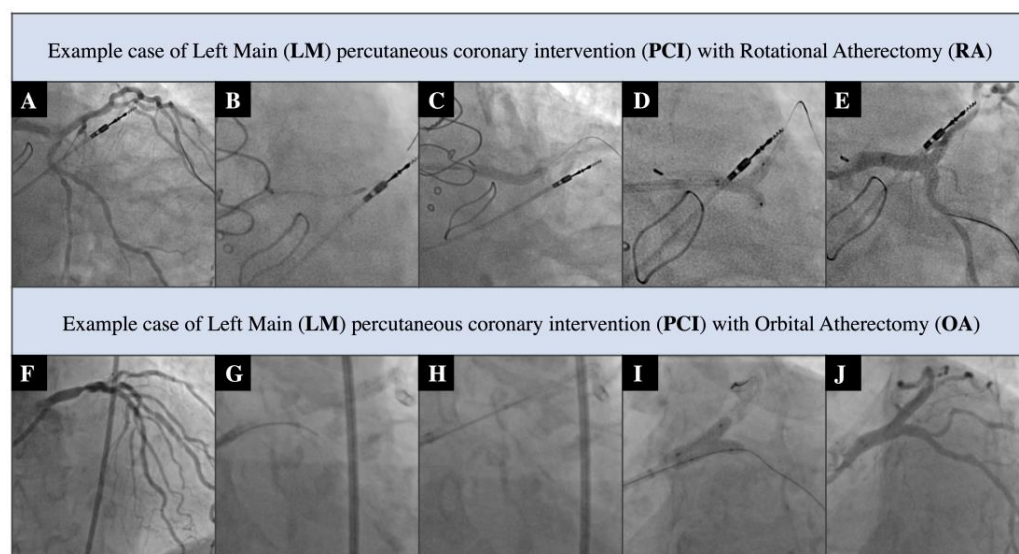 Example case of Left Main (LM) percutaneous coronary intervention (PCI) with Rotational Atherectomy (RA)
A
B
C
D
E
Example case of Left Main (LM) percutaneous coronary intervention (PCI) with Orbital Atherectomy (OA)
F
G
H
I
J